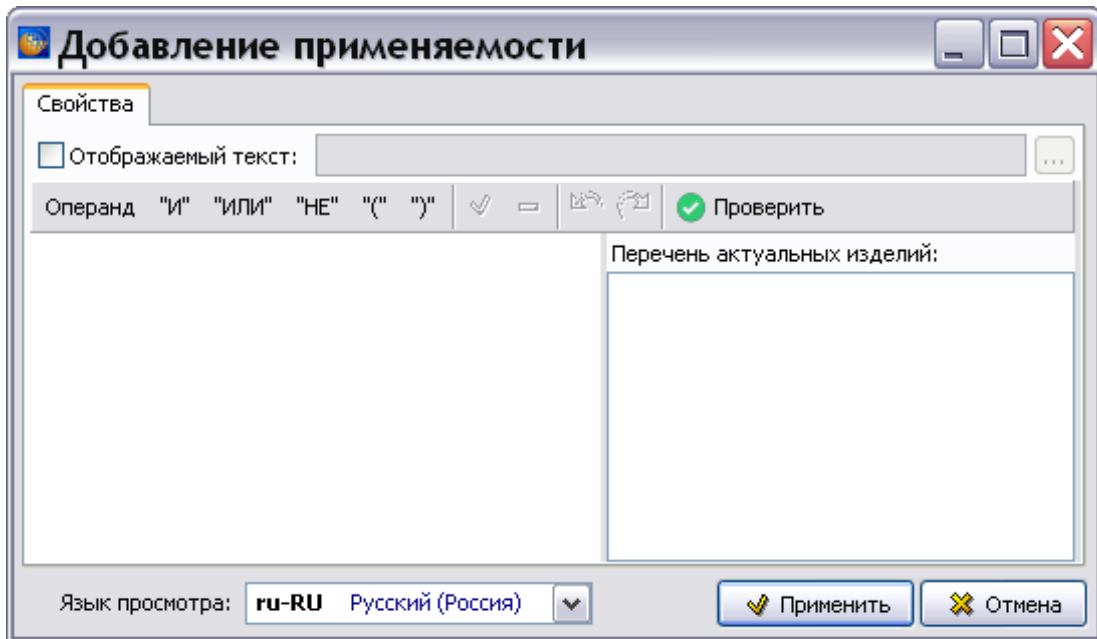 Добавление применяемости
Свойства
Отображаемый текст: ...
Операнд "И" "ИЛИ" "НЕ" "(" ")" Проверить
Перечень актуальных изделий:
Язык просмотра: ru-RU Русский (Россия) Применить Отмена